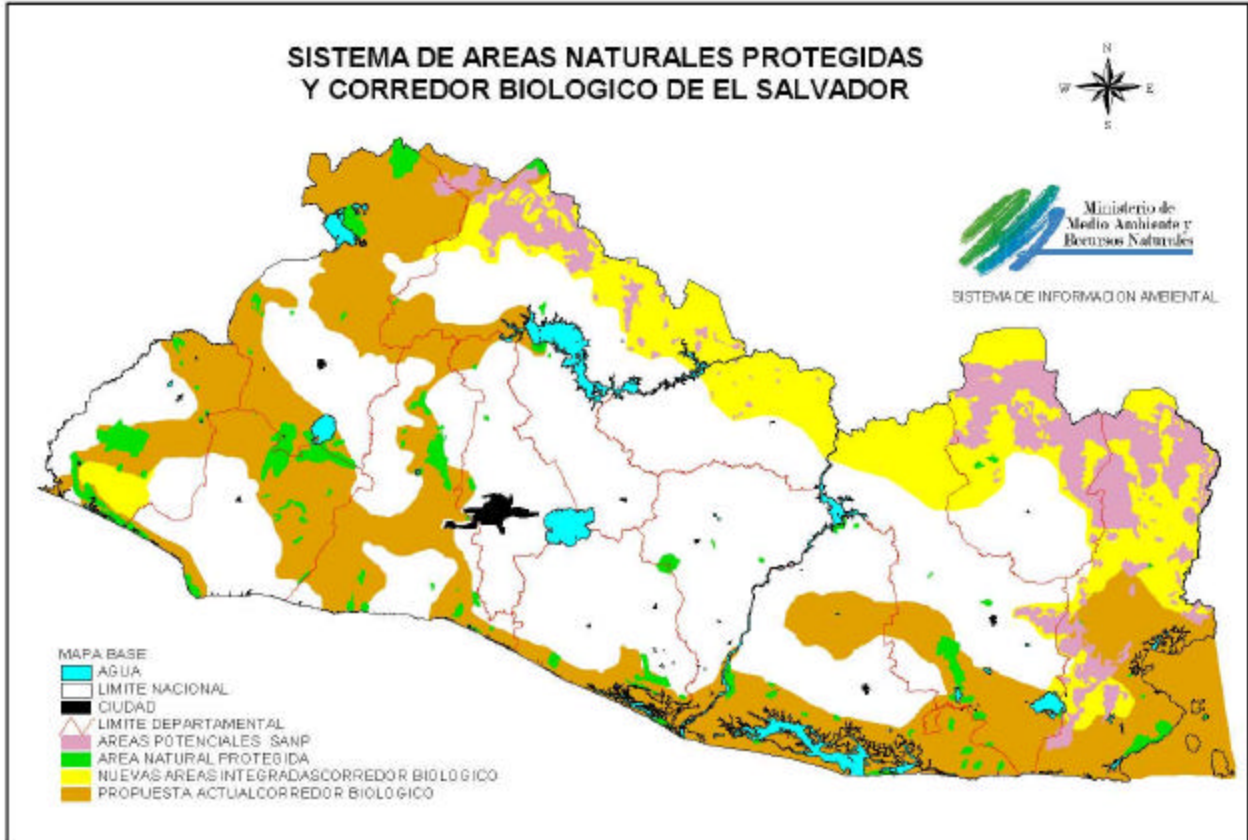 SISTEMA DE AREAS NATURALES PROTEGIDAS
Y CORREDOR BIOLOGICO DE EL SALVADOR
N
W E
S
Ministerio de
Medio Ambiente y
Recursos Naturales
SISTEMA DE INFORMACION AMBIENTAL
MAPA BASE
AGUA
LIMITE NACIONAL
CIUDAD
LIMITE DEPARTAMENTAL
AREAS POTENCIALES SANP
AREA NATURAL PROTEGIDA
NUEVAS AREAS INTEGRADASCORREDOR BIOLOGICO
PROPUESTA ACTUALCORREDOR BIOLOGICO